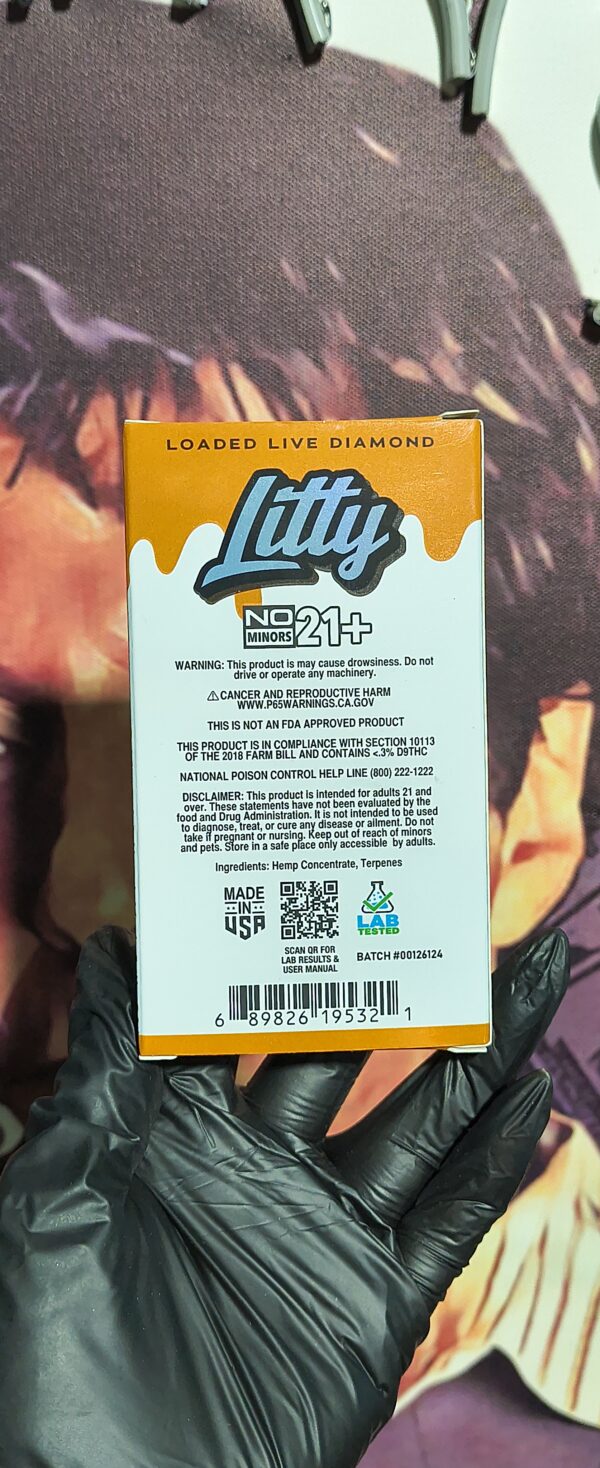 LOADED LIVE DIAMOND
Litty
NO MINORS 21+
WARNING: This product is may cause drowsiness. Do not
drive or operate any machinery.
⚠CANCER AND REPRODUCTIVE HARM
WWW.P65WARNINGS.CA.GOV
THIS IS NOT AN FDA APPROVED PRODUCT
THIS PRODUCT IS IN COMPLIANCE WITH SECTION 10113
OF THE 2018 FARM BILL AND CONTAINS <.3% D9THC
NATIONAL POISON CONTROL HELP LINE (800) 222-1222
DISCLAIMER: This product is intended for adults 21 and
over. These statements have not been evaluated by the
food and Drug Administration. It is not intended to be used
to diagnose, treat, or cure any disease or ailment. Do not
take if pregnant or nursing. Keep out of reach of minors
and pets. Store in a safe place only accessible by adults.
Ingredients: Hemp Concentrate, Terpenes
MADE
IN
USA
LAB
TESTED
SCAN QR FOR
LAB RESULTS &
USER MANUAL
BATCH #00126124
6 89826 19532 1